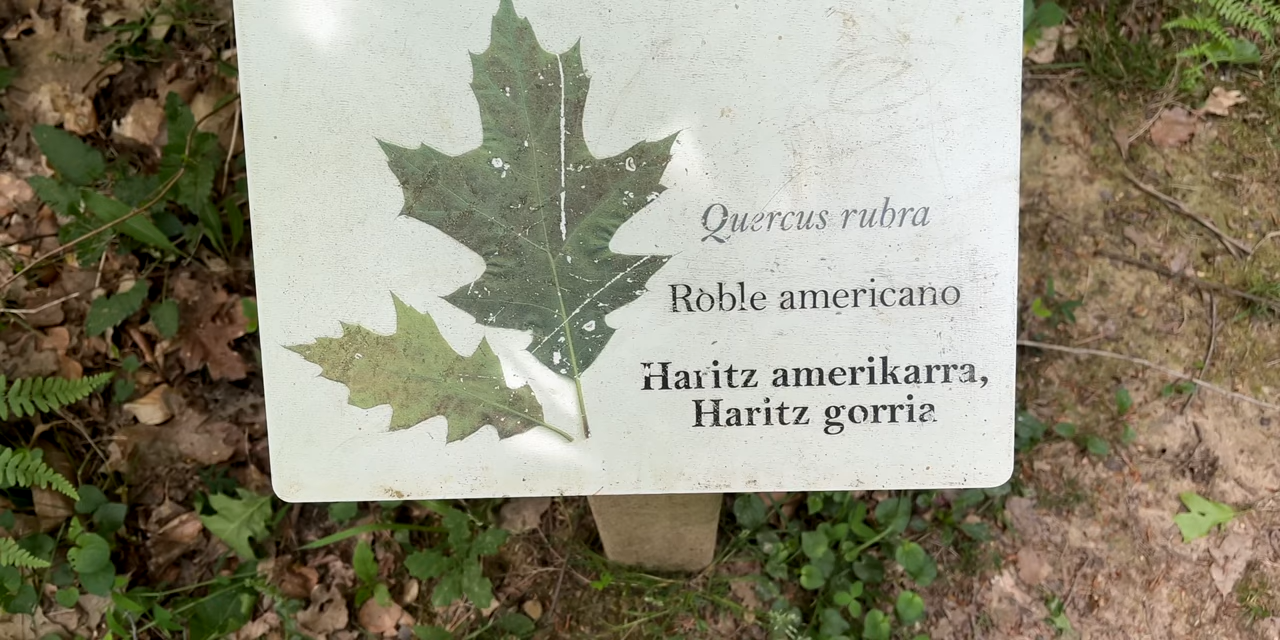 Quercus rubra
Roble americano
Haritz amerikarra,
Haritz gorria